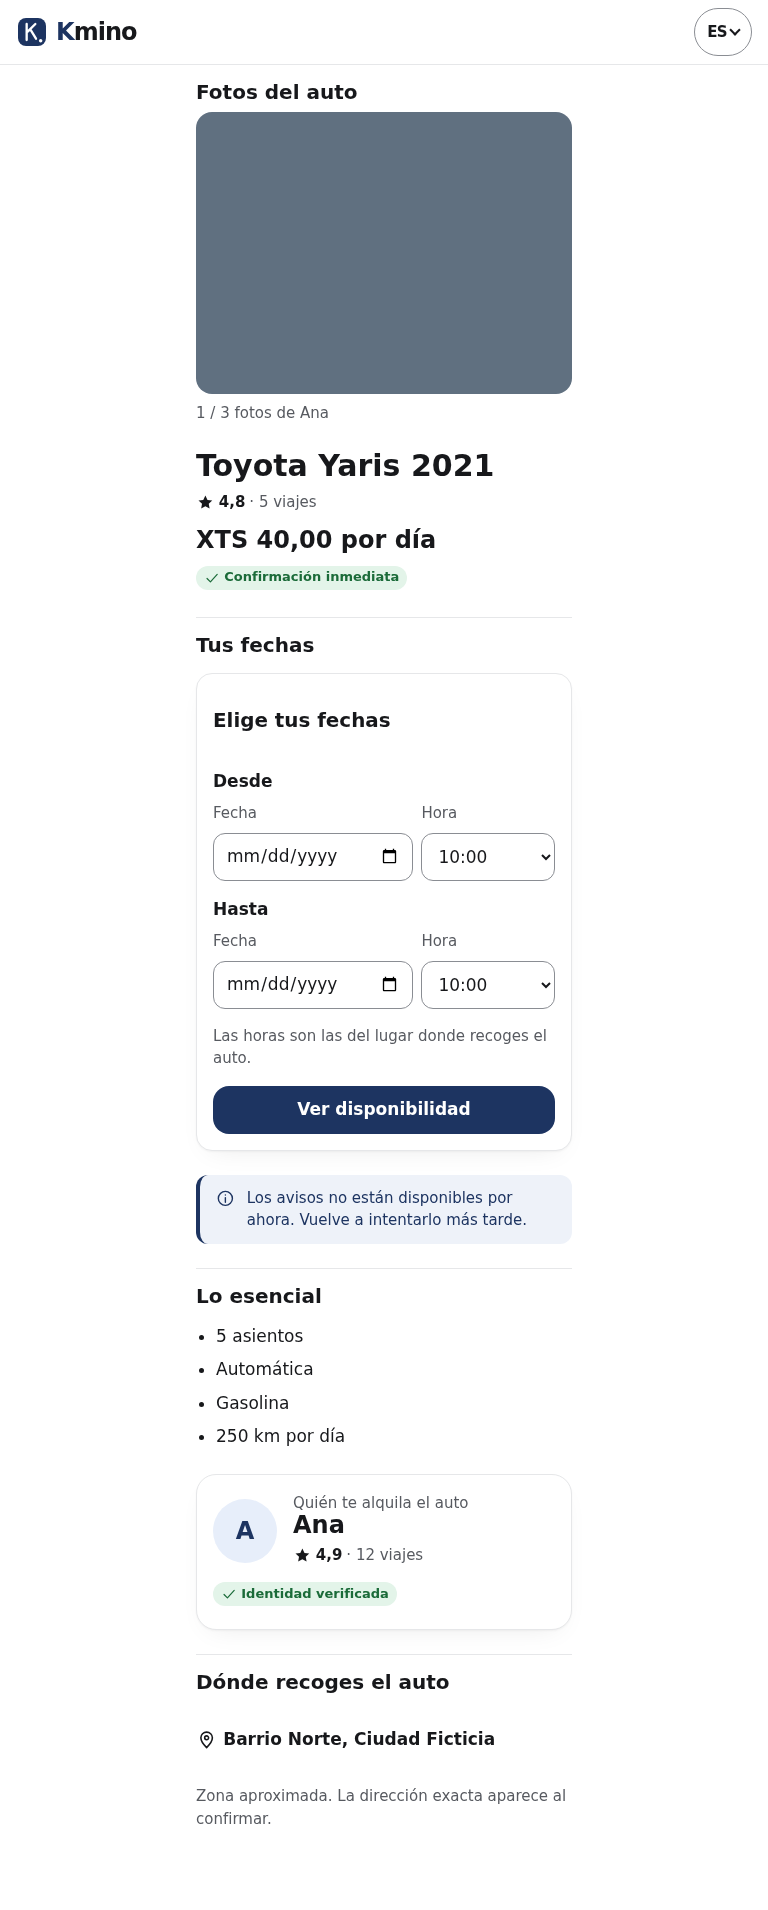 Kmino
ES
Fotos del auto
1 / 3 fotos de Ana
Toyota Yaris 2021
4,8 · 5 viajes
XTS 40,00 por día
Confirmación inmediata
Tus fechas
Elige tus fechas
Desde
Fecha Hora
mm/dd/yyyy 10:00
Hasta
Fecha Hora
mm/dd/yyyy 10:00
Las horas son las del lugar donde recoges el
auto.
Ver disponibilidad
Los avisos no están disponibles por
ahora. Vuelve a intentarlo más tarde.
Lo esencial
5 asientos
Automática
Gasolina
250 km por día
Quién te alquila el auto
A
Ana
4,9 · 12 viajes
Identidad verificada
Dónde recoges el auto
Barrio Norte, Ciudad Ficticia
Zona aproximada. La dirección exacta aparece al
confirmar.